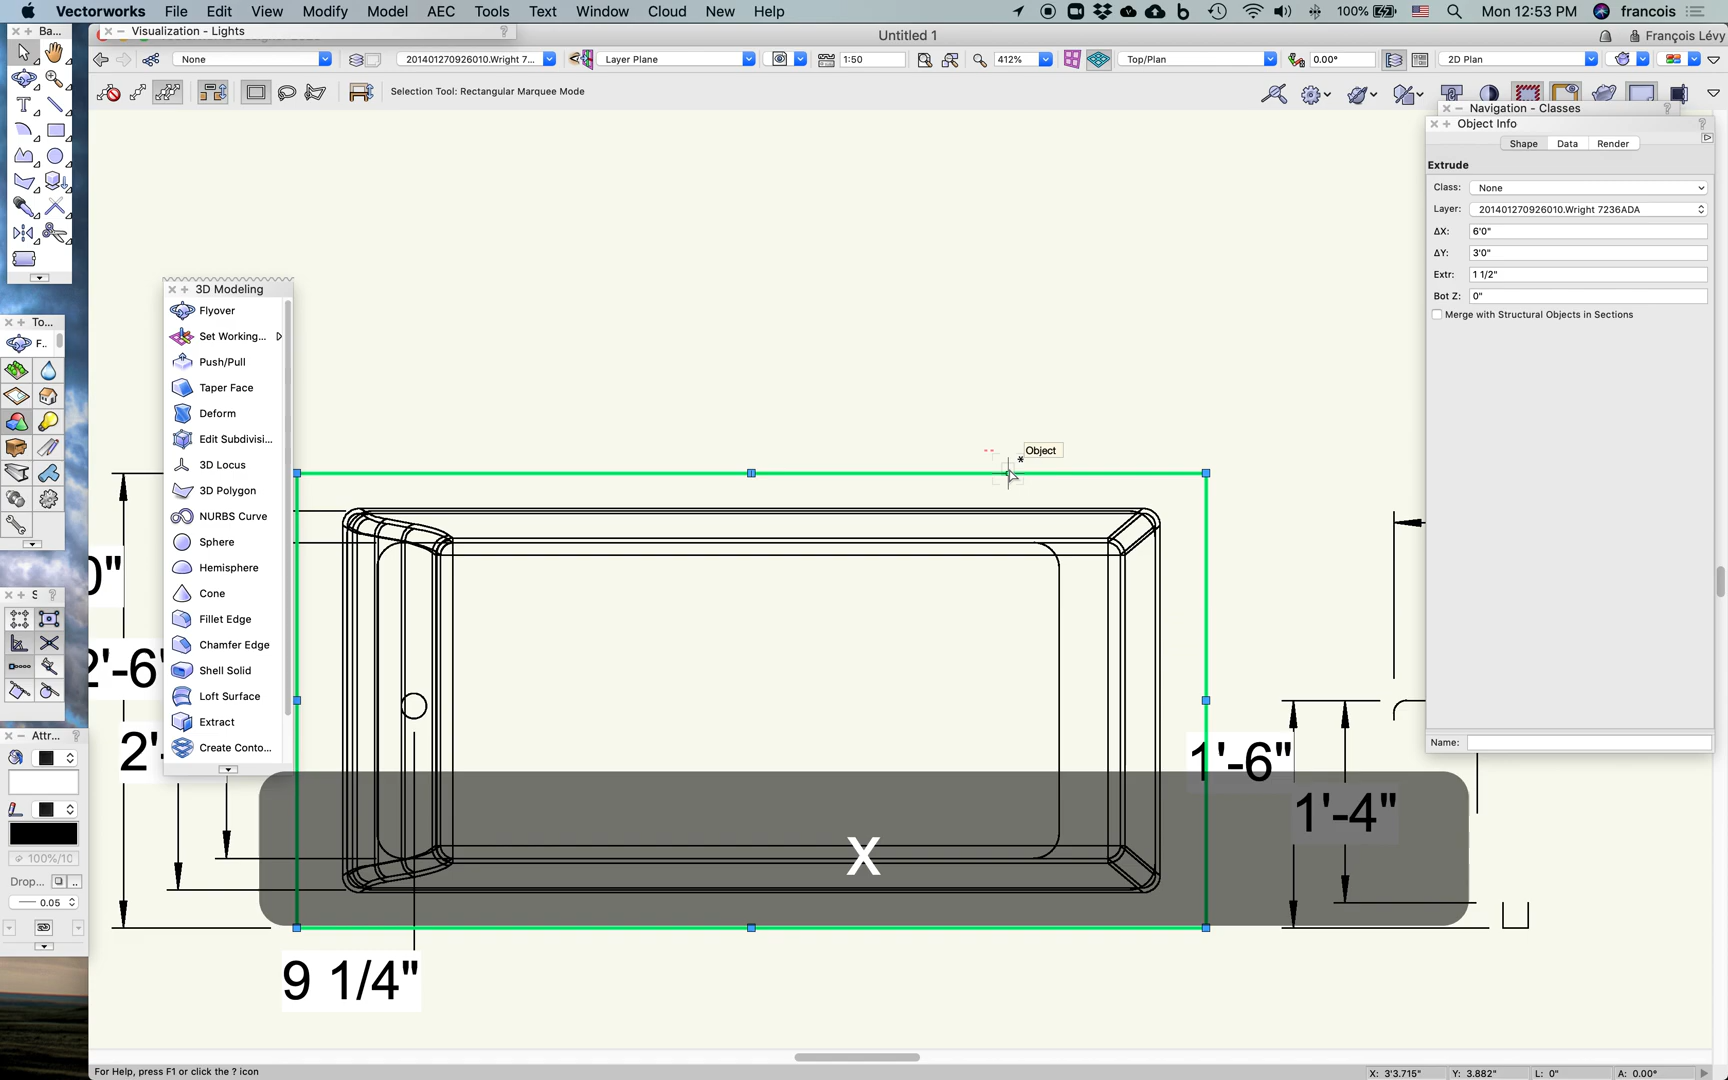 Vectorworks File Edit View Modify Model AEC Tools Text Window Cloud New Help
100% Mon 12:53 PM francois
Ba...
Visualization - Lights
?
Untitled 1
François Lévy
None
201401270926010.Wright 7...
Layer Plane
1:50
412%
Top/Plan
0.00°
2D Plan
Selection Tool: Rectangular Marquee Mode
Navigation - Classes
?
Object Info
?
Shape
Data
Render
Extrude
Class: None
Layer: 201401270926010.Wright 7236ADA
ΔX: 6'0"
ΔY: 3'0"
Extr: 1 1/2"
Bot Z: 0"
Merge with Structural Objects in Sections
Name:
3D Modeling
Flyover
Set Working...
Push/Pull
Taper Face
Deform
Edit Subdivisi...
3D Locus
3D Polygon
NURBS Curve
Sphere
Hemisphere
Cone
Fillet Edge
Chamfer Edge
Shell Solid
Loft Surface
Extract
Create Conto...
To...
F..
S ?
Attr... ?
100%/10
Drop...
0.05
Object
0"
2'-6"
2'-
1'-6"
1'-4"
X
9 1/4"
For Help, press F1 or click the ? icon
X: 3'3.715"
Y: 3.882"
L: 0"
A: 0.00°